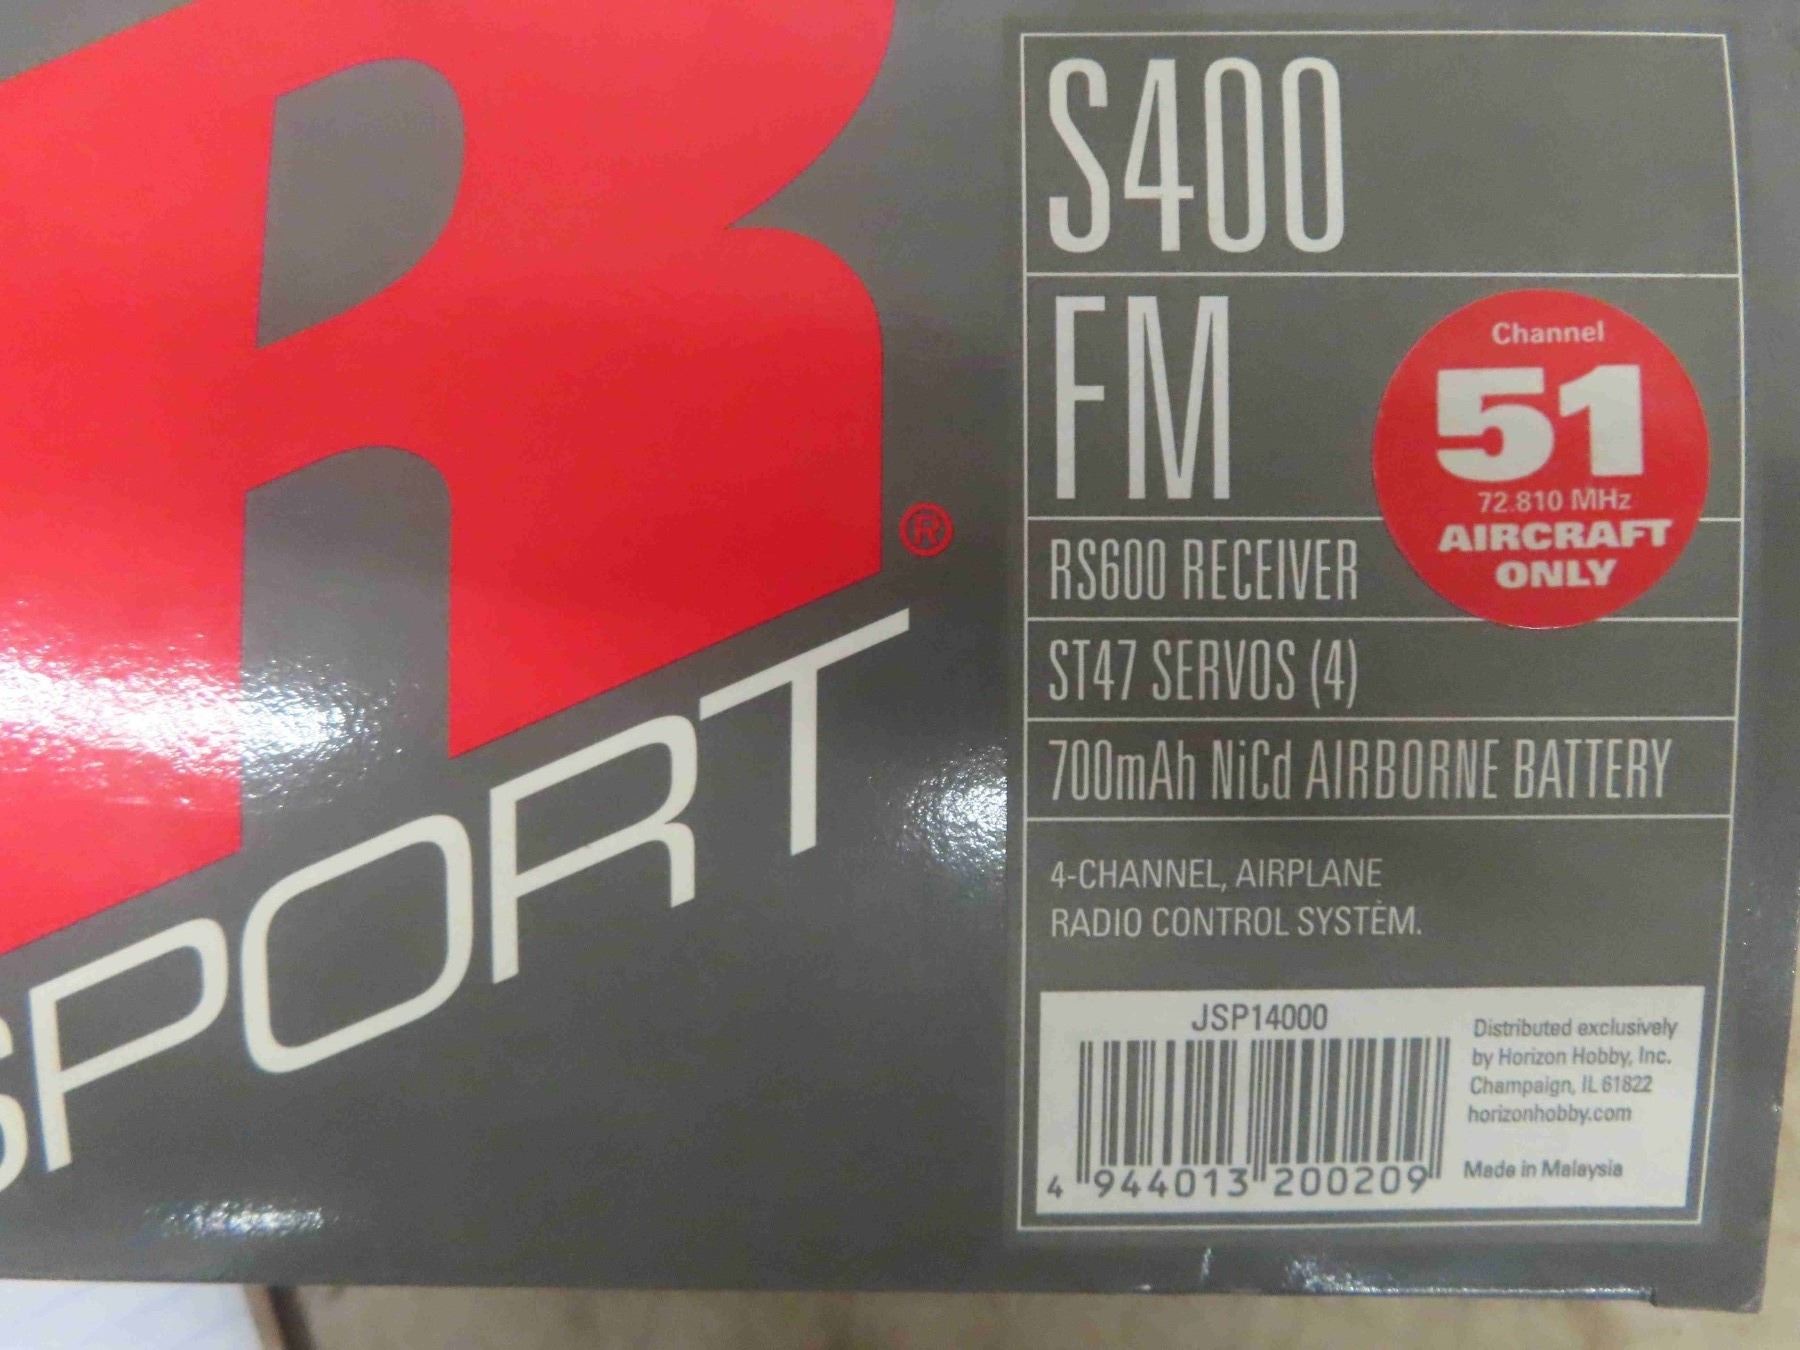 R
®
SPORT
S400
FM
Channel
51
72.810 MHz
AIRCRAFT
ONLY
RS600 RECEIVER
ST47 SERVOS (4)
700mAh NiCd AIRBORNE BATTERY
4-CHANNEL, AIRPLANE
RADIO CONTROL SYSTEM.
JSP14000
4 944013 200209
Distributed exclusively
by Horizon Hobby, Inc.
Champaign, IL 61822
horizonhobby.com
Made in Malaysia